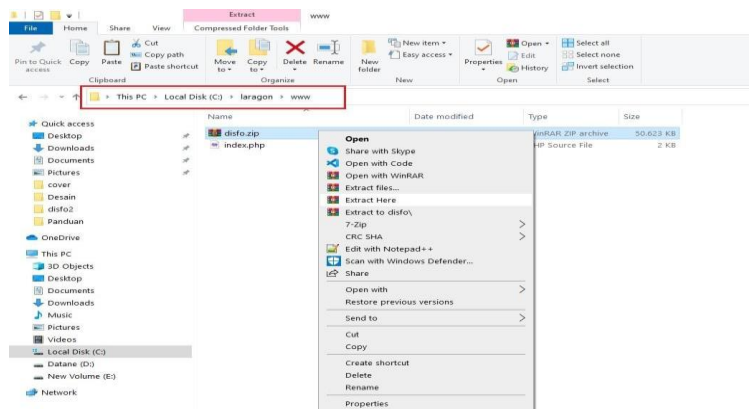 Extract
www
File
Home
Share
View
Compressed Folder Tools
Pin to Quick access
Copy
Paste
Cut
Copy path
Paste shortcut
Move to
Copy to
Delete
Rename
New folder
New item
Easy access
Properties
Open
Edit
History
Select all
Select none
Invert selection
Clipboard
Organize
New
Open
Select
This PC > Local Disk (C:) > laragon > www
Name
Date modified
Type
Size
disfo.zip
WinRAR ZIP archive
50.623 KB
index.php
HP Source File
2 KB
Quick access
Desktop
Downloads
Documents
Pictures
cover
Desain
disfo2
Panduan
OneDrive
This PC
3D Objects
Desktop
Documents
Downloads
Music
Pictures
Videos
Local Disk (C:)
Datane (D:)
New Volume (E:)
Network
Open
Share with Skype
Open with Code
Open with WinRAR
Extract files...
Extract Here
Extract to disfo\
7-Zip
CRC SHA
Edit with Notepad++
Scan with Windows Defender...
Share
Open with
Restore previous versions
Send to
Cut
Copy
Create shortcut
Delete
Rename
Properties